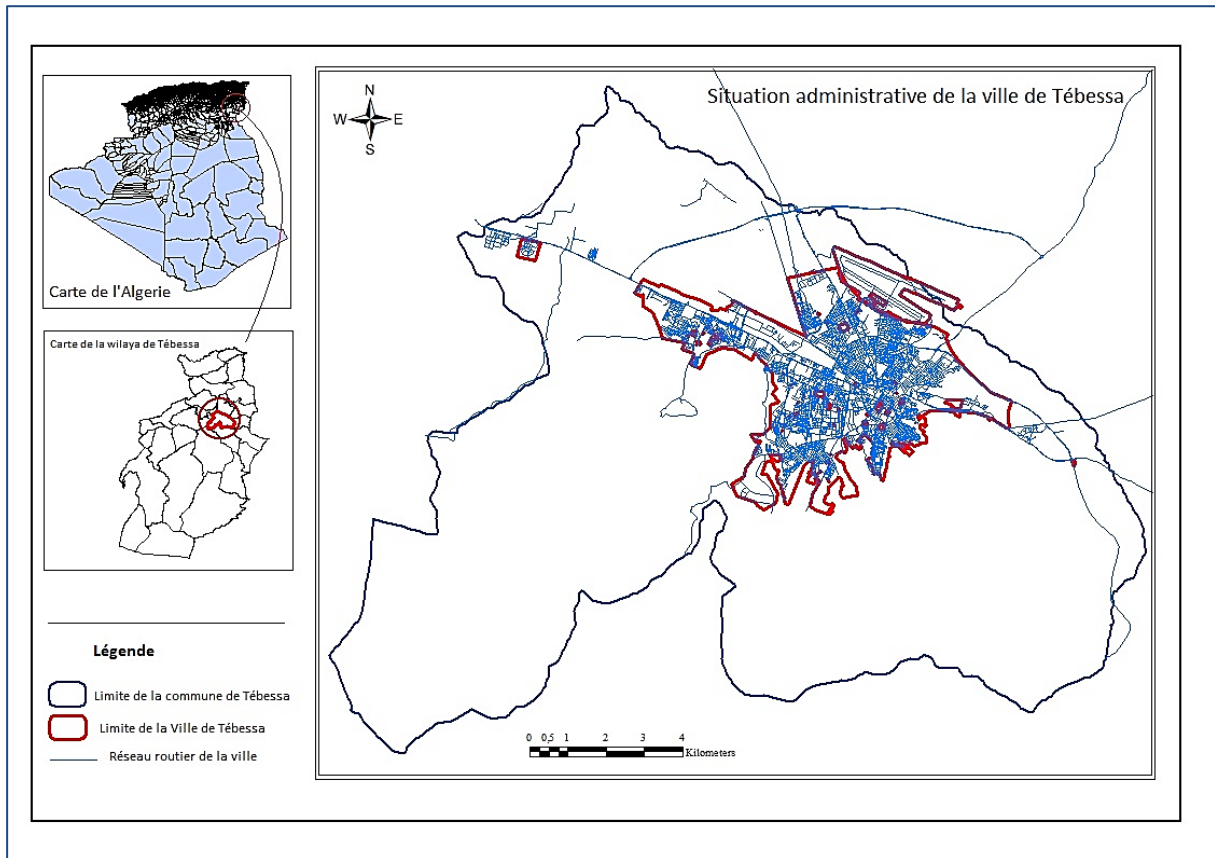 Situation administrative de la ville de Tébessa
N
W E
S
Carte de l'Algerie
Carte de la wilaya de Tébessa
Légende
Limite de la commune de Tébessa
Limite de la Ville de Tébessa
Réseau routier de la ville
0 0,5 1 2 3 4
Kilometers